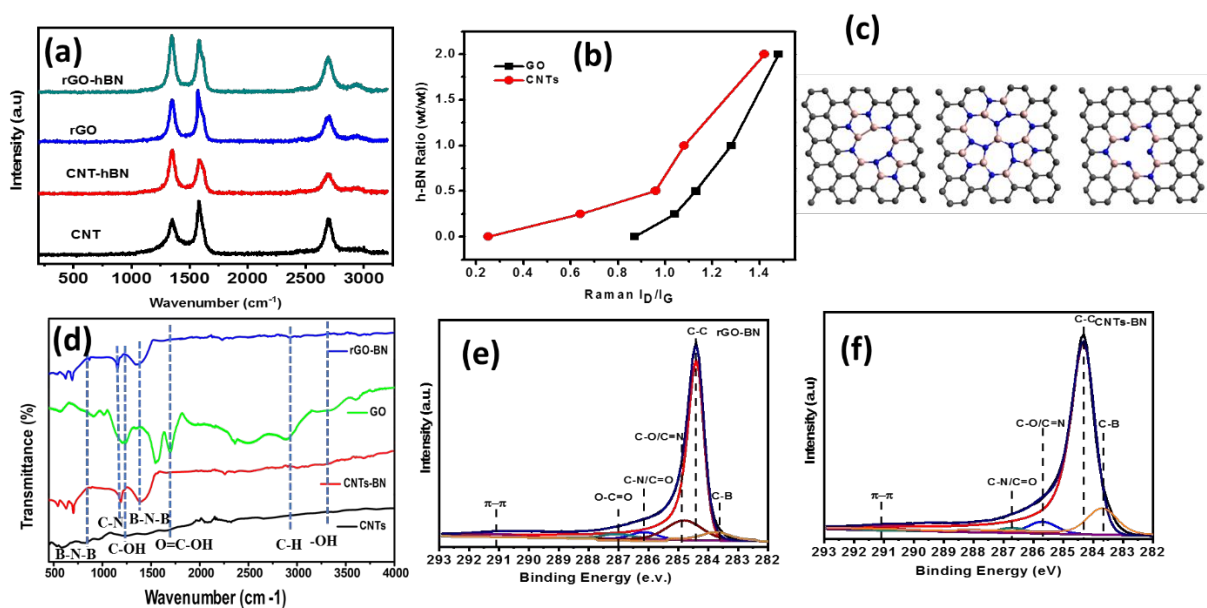 (a)
rGO-hBN
rGO
CNT-hBN
CNT
Intensity (a.u)
500 1000 1500 2000 2500 3000
Wavenumber (cm-1)
(b)
GO
CNTs
h-BN Ratio (wt/wt))
2.0
1.5
1.0
0.5
0.0
0.2 0.4 0.6 0.8 1.0 1.2 1.4
Raman ID/IG
(c)
(d)
rGO-BN
GO
CNTs-BN
CNTs
Transmittance (%)
C-N B-N-B
B-N-B C-OH O=C-OH C-H -OH
500 1000 1500 2000 2500 3000 3500 4000
Wavenumber (cm -1)
(e)
C-C rGO-BN
C-O/C=N
C-N/C=O
O-C=O
C-B
π–π
Intensity (a.u.)
293 291 290 289 288 287 286 285 284 283 282
Binding Energy (e.v.)
(f)
C-C CNTs-BN
C-O/C=N
C-B
C-N/C=O
π–π
Intensity (a.u.)
293 292 291 290 289 288 287 286 285 284 283 282
Binding Energy (eV)